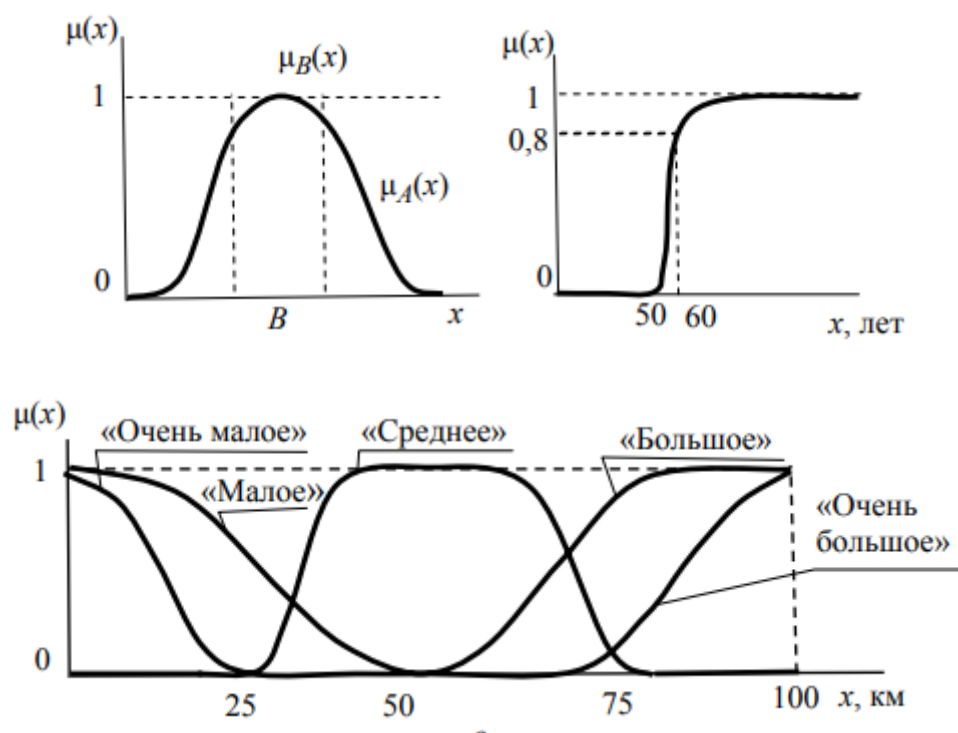 μ(x)
μB(x)
1
μA(x)
0
B
x
μ(x)
1
0,8
0
50 60
x, лет
μ(x)
«Очень малое» «Среднее» «Большое»
1
«Малое»
«Очень
большое»
0
25 50 75 100 x, км